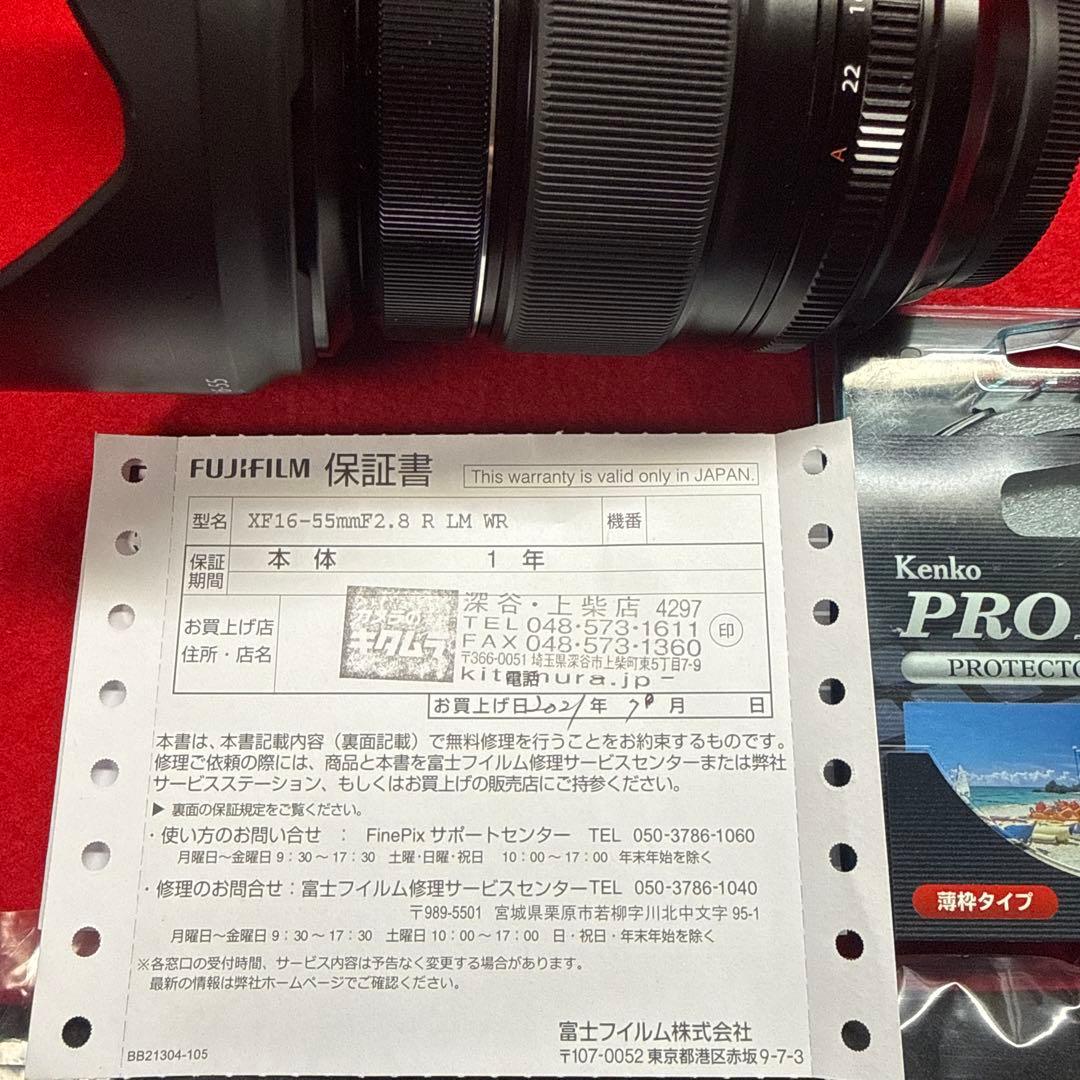 22
A
FUJIFILM 保証書
This warranty is valid only in JAPAN.
型名 XF16-55mmF2.8 R LM WR 機番
保証期間 本体 1年
お買上げ店
住所・店名
カメラのキタムラ
深谷・上柴店 4297
TEL 048・573・1611
FAX 048・573・1360
〒366-0051 埼玉県深谷市上柴町東5丁目7-9
電話
印
お買上げ日 2021年 7月 日
本書は、本書記載内容(裏面記載)で無料修理を行うことをお約束するものです。
修理ご依頼の際には、商品と本書を富士フイルム修理サービスセンターまたは弊社
サービスステーション、もしくはお買上げの販売店にご持参ください。
▶ 裏面の保証規定をご覧ください。
・使い方のお問い合せ : FinePix サポートセンター TEL 050-3786-1060
月曜日〜金曜日 9:30〜17:30 土曜・日曜・祝日 10:00〜17:00 年末年始を除く
・修理のお問合せ:富士フイルム修理サービスセンターTEL 050-3786-1040
〒989-5501 宮城県栗原市若柳字川北中文字 95-1
月曜日〜金曜日 9:30〜17:30 土曜日 10:00〜17:00 日・祝日・年末年始を除く
※各窓口の受付時間、サービス内容は予告なく変更する場合があります。
最新の情報は弊社ホームページでご確認ください。
富士フイルム株式会社
〒107-0052 東京都港区赤坂 9-7-3
BB21304-105
Kenko
PRO
PROTECTO
薄枠タイプ